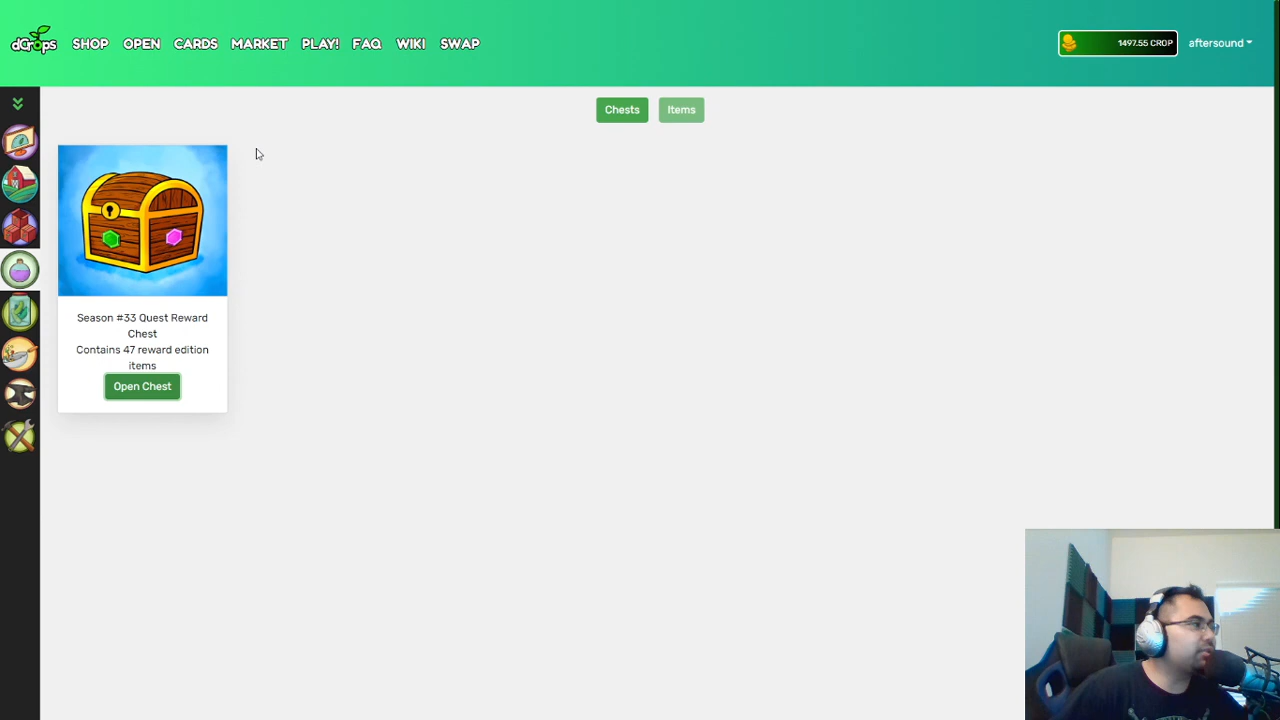 dCrops SHOP OPEN CARDS MARKET PLAY! FAQ WIKI SWAP 1497.55 CROP aftersound
Chests Items
Season #33 Quest Reward
Chest
Contains 47 reward edition
items
Open Chest